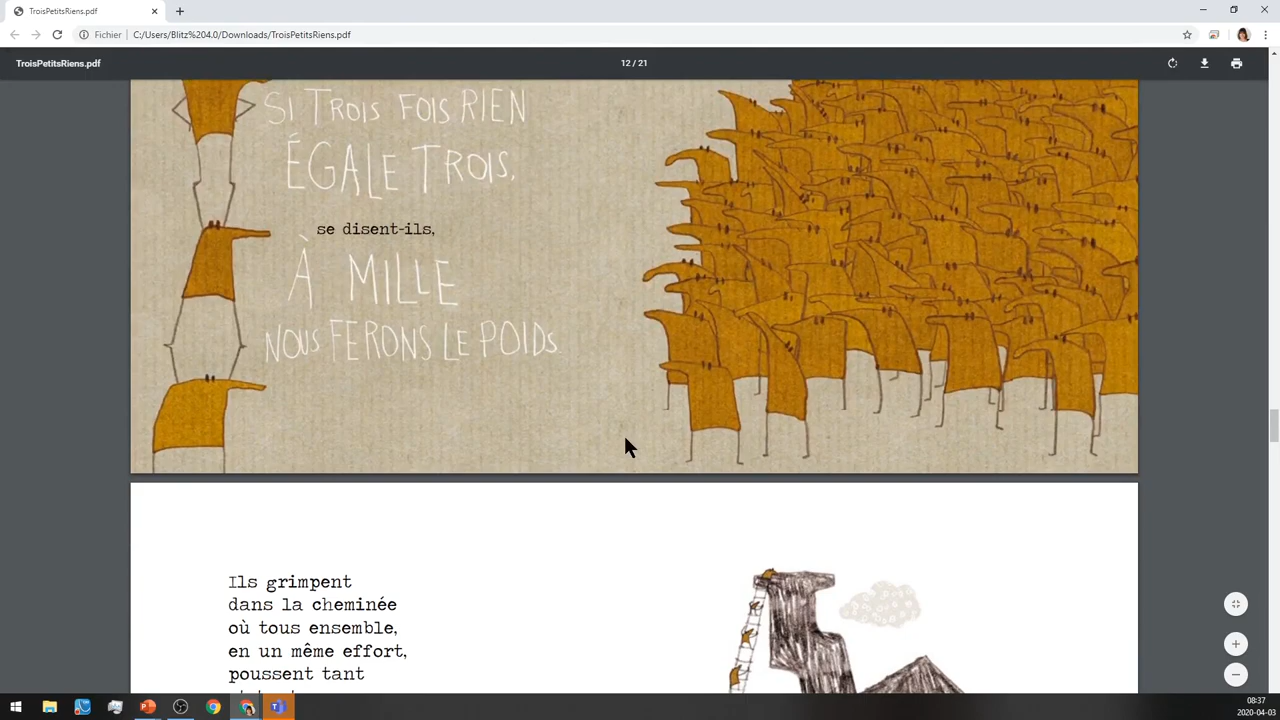 TroisPetitsRiens.pdf
Fichier
C:/Users/Blitz%204.0/Downloads/TroisPetitsRiens.pdf
TroisPetitsRiens.pdf
12 / 21
SI TROIS FOIS RIEN
ÉGALE TROIS,
se disent-ils,
À MILLE
NOUS FERONS LE POIDS.
Ils grimpent
dans la cheminée
où tous ensemble,
en un même effort,
poussent tant
08:37
2020-04-03